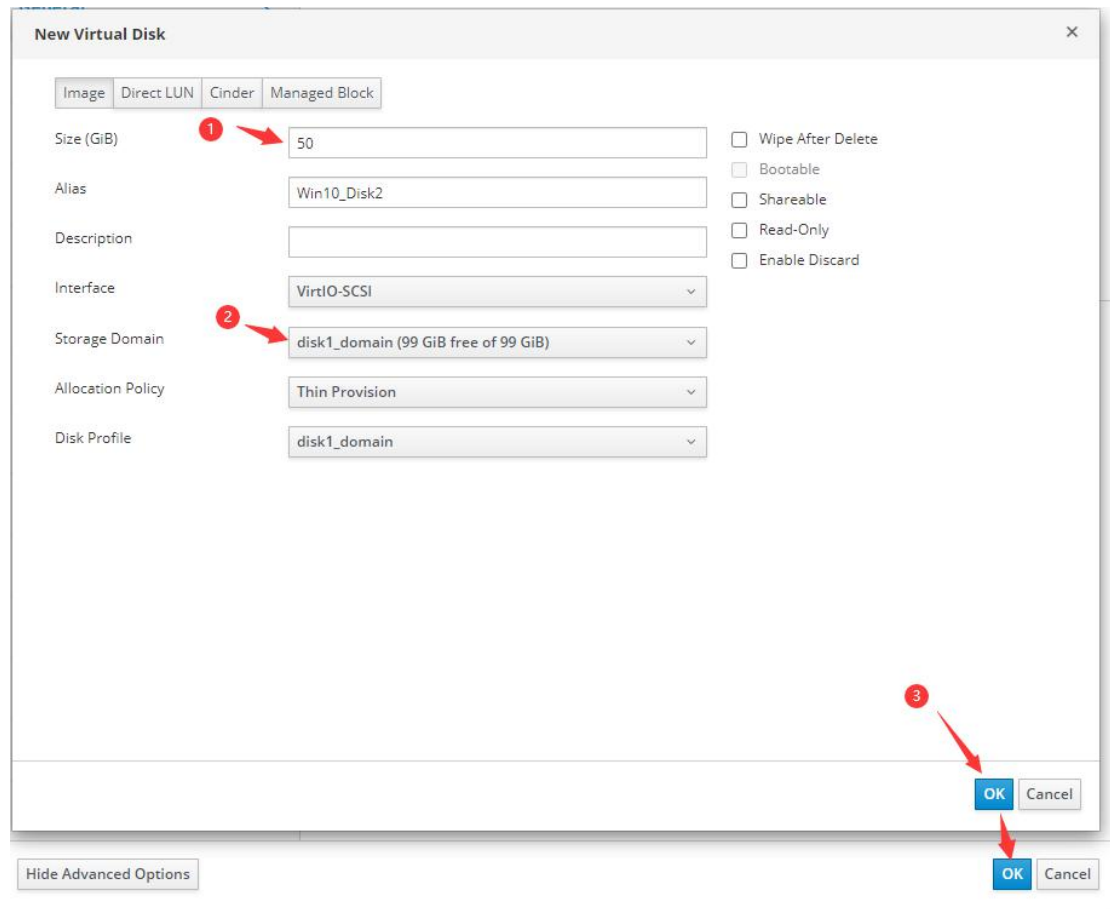 New Virtual Disk
Image Direct LUN Cinder Managed Block
Size (GiB) 1 50 Wipe After Delete
Bootable
Alias Win10_Disk2 Shareable
Description Read-Only
Enable Discard
Interface VirtIO-SCSI
2
Storage Domain disk1_domain (99 GiB free of 99 GiB)
Allocation Policy Thin Provision
Disk Profile disk1_domain
3
OK Cancel
Hide Advanced Options OK Cancel